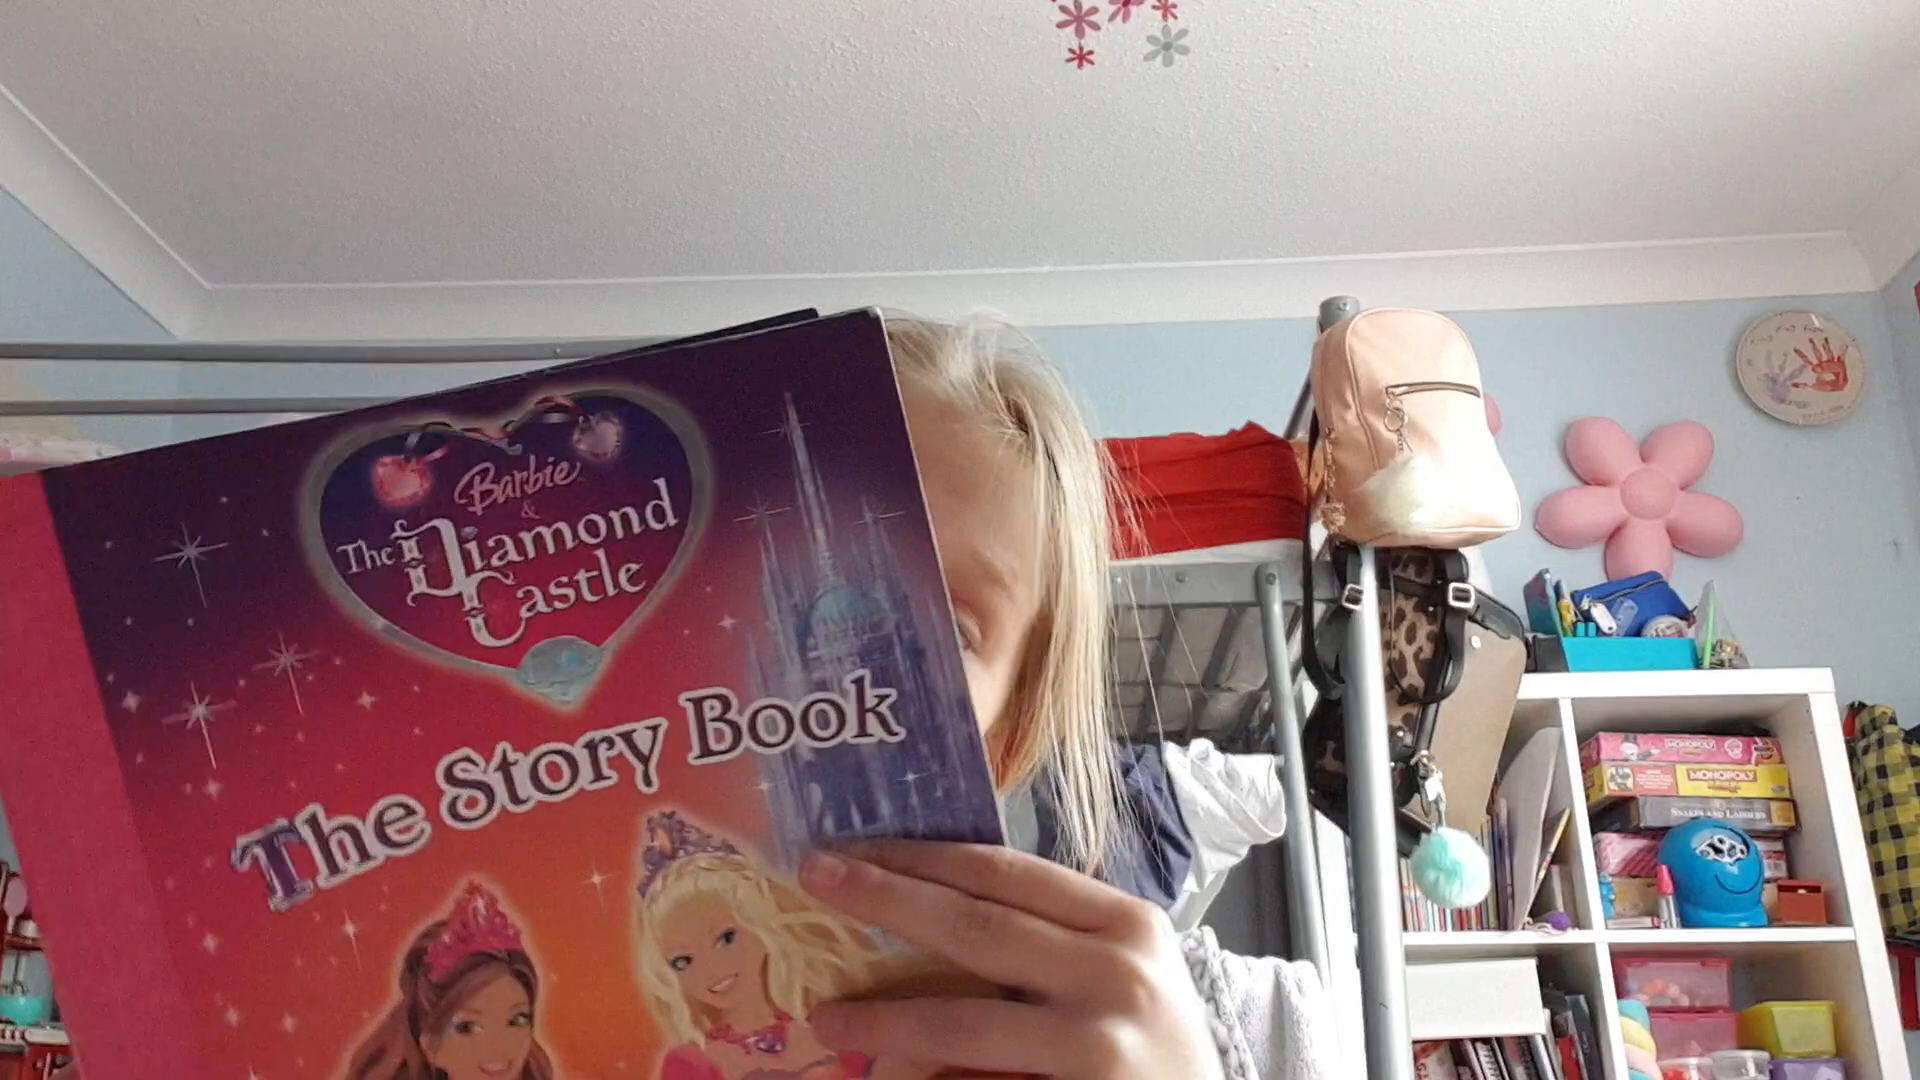 Barbie
&
The Diamond
Castle
The Story Book
MONOPOLY
MONOPOLY
SNAKES AND LADDERS